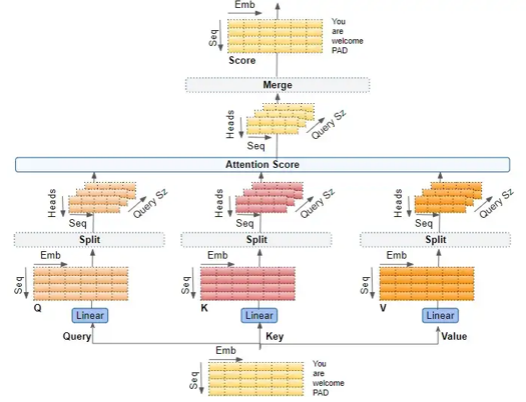 Emb
Seq
You
are
welcome
PAD
Score
Merge
Heads
Query Sz
Seq
Attention Score
Heads
Query Sz
Seq
Heads
Query Sz
Seq
Heads
Query Sz
Seq
Split
Split
Split
Emb
Emb
Emb
Seq
Seq
Seq
Q
K
V
Linear
Linear
Linear
Query
Key
Value
Emb
Seq
You
are
welcome
PAD